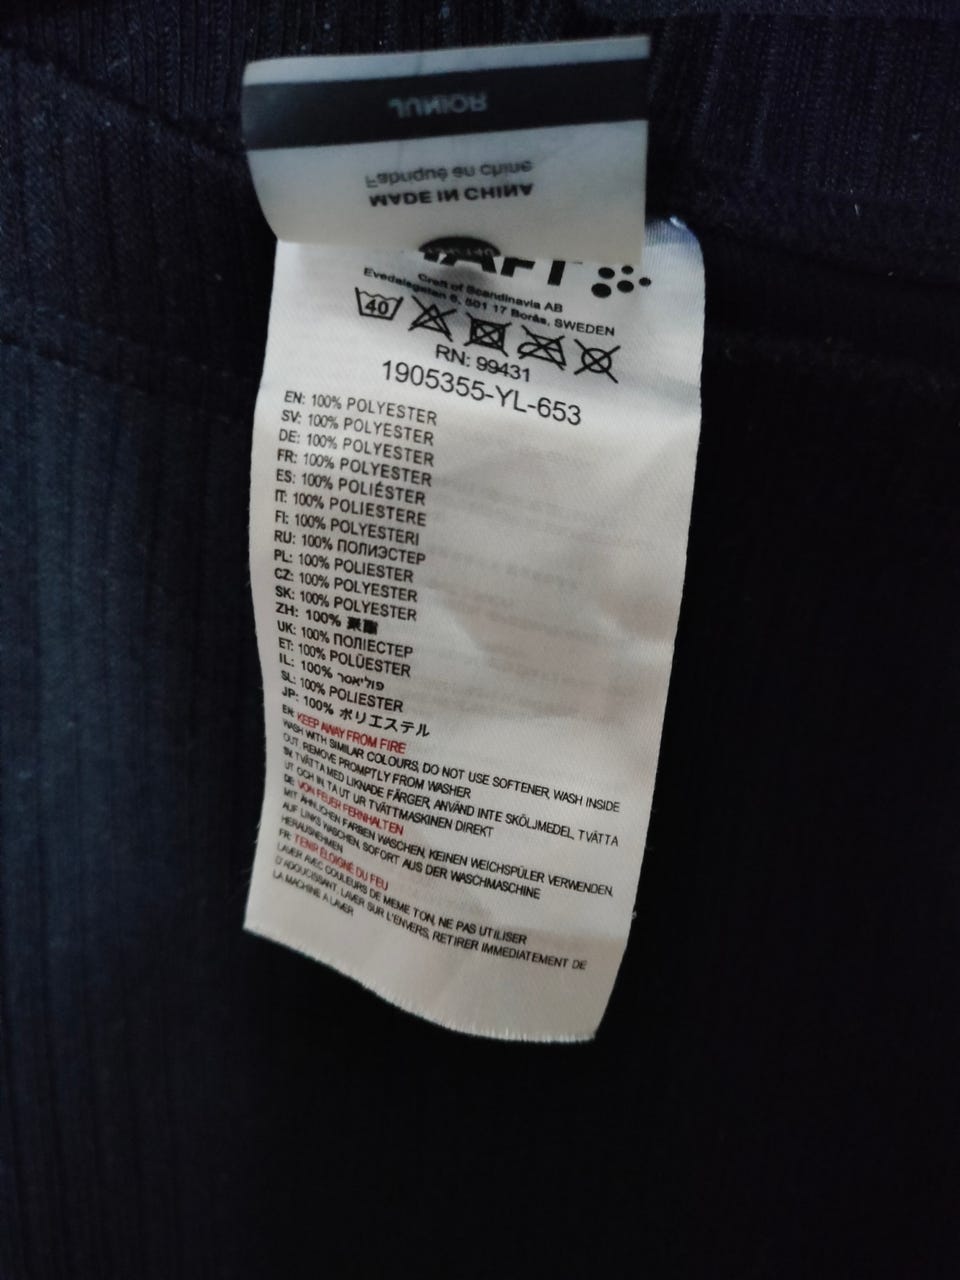 JUNIOR
Fabriqué en chine
MADE IN CHINA
Craft of Scandinavia AB
Evedalsgatan 5, 501 17 Borås, SWEDEN
40
RN: 99431
1905355-YL-653
EN: 100% POLYESTER
SV: 100% POLYESTER
DE: 100% POLYESTER
FR: 100% POLYESTER
ES: 100% POLIÉSTER
IT: 100% POLIESTERE
FI: 100% POLYESTERI
RU: 100% ПОЛИЭСТЕР
PL: 100% POLIESTER
CZ: 100% POLYESTER
SK: 100% POLYESTER
ZH: 100% 聚酯
UK: 100% ПОЛІЕСТЕР
ET: 100% POLÜESTER
IL: 100% פוליאסר
SL: 100% POLIESTER
JP: 100% ポリエステル
EN: KEEP AWAY FROM FIRE
WASH WITH SIMILAR COLOURS, DO NOT USE SOFTENER, WASH INSIDE
OUT. REMOVE PROMPTLY FROM WASHER
SV: TVÄTTA MED LIKNADE FÄRGER, ANVÄND INTE SKÖLJMEDEL, TVÄTTA
UT OCH IN TA UT UR TVÄTTMASKINEN DIREKT
DE: VON FEUER FERNHALTEN
MIT ÄHNLICHEN FARBEN WASCHEN, KEINEN WEICHSPÜLER VERWENDEN,
AUF LINKS WASCHEN, SOFORT AUS DER WASCHMASCHINE
HERAUSNEHMEN
FR: TENIR ÉLOIGNÉ DU FEU
LAVER AVEC COULEURS DE MEME TON, NE PAS UTILISER
D'ADOUCISSANT, LAVER SUR L'ENVERS, RETIRER IMMEDIATEMENT DE
LA MACHINE A LAVER